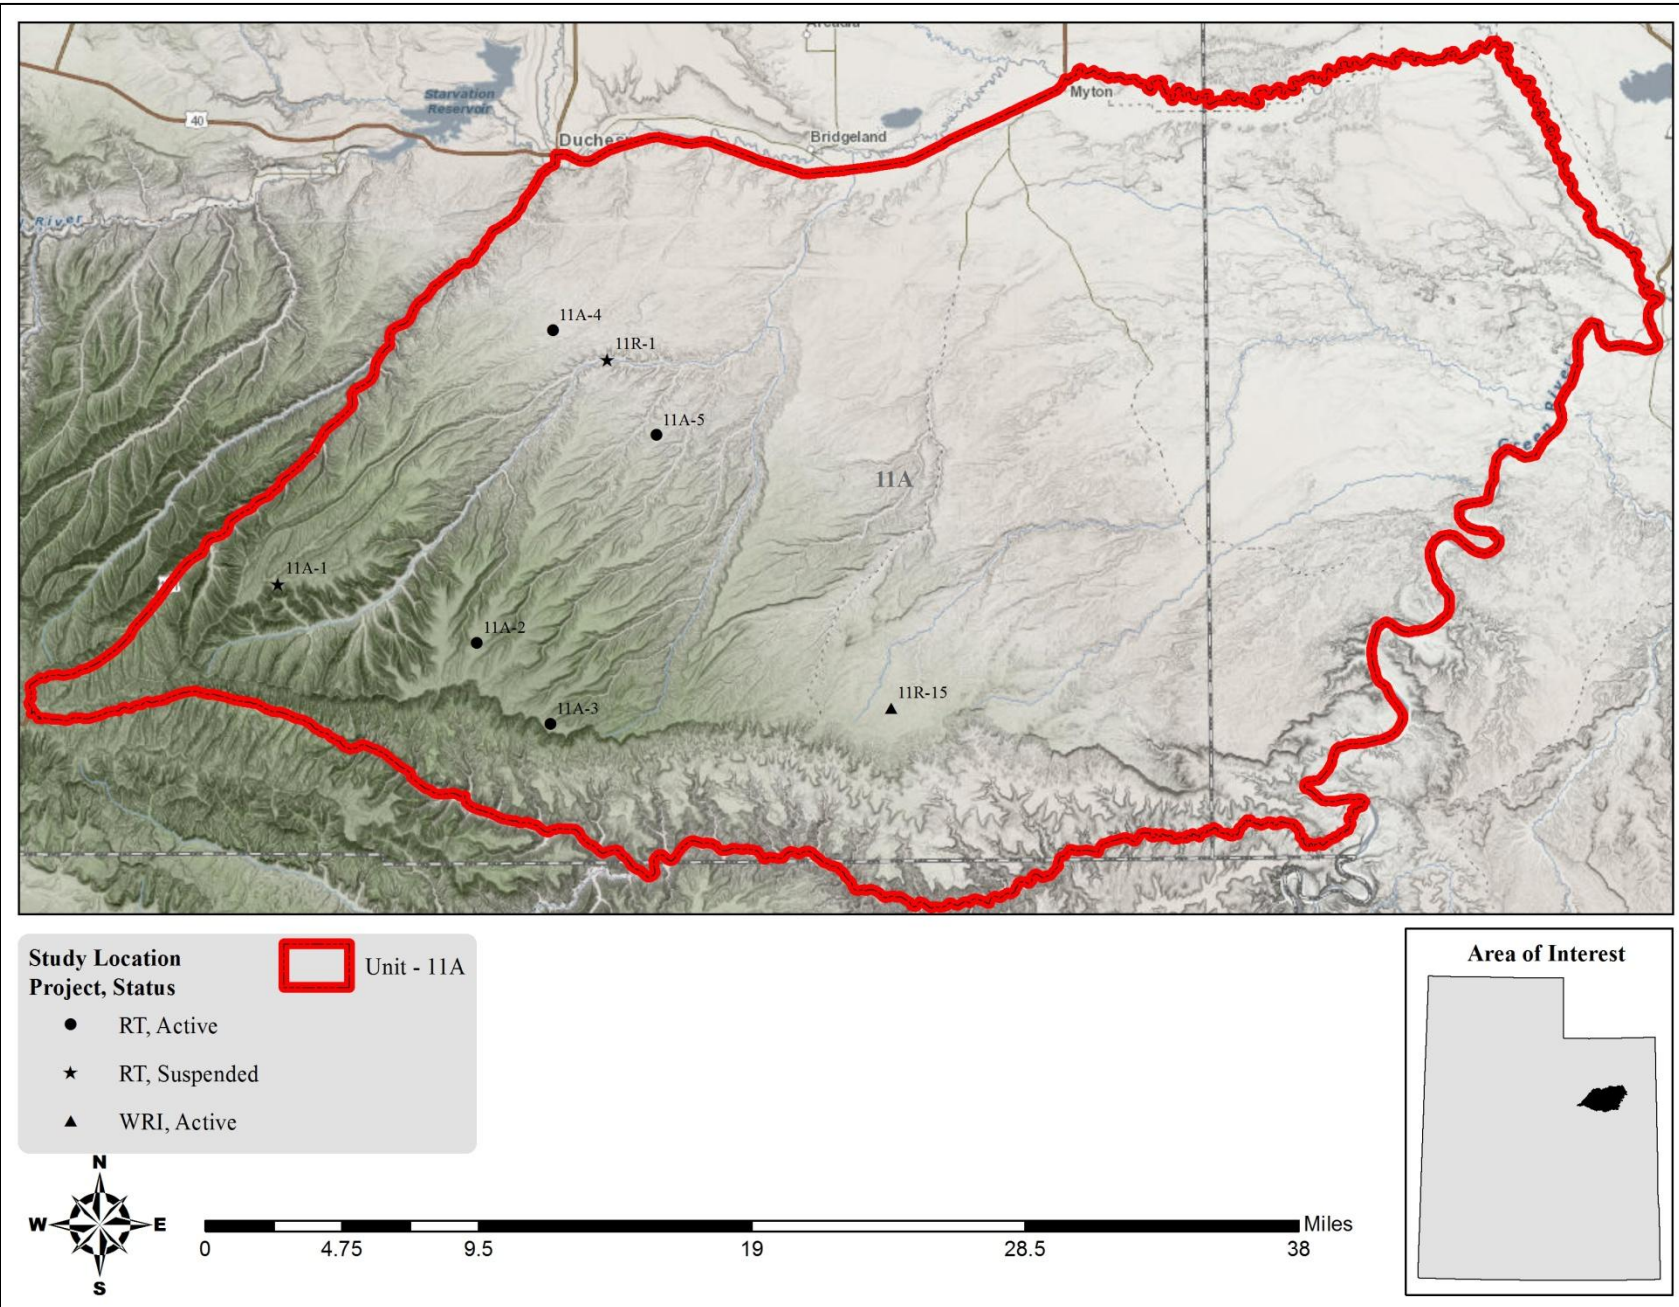 Arcadia
Starvation
Reservoir
40
Myton
Duches
Bridgeland
River
11A-4
11R-1
11A-5
Green River
11A
11A-1
11A-2
11R-15
11A-3
Study Location
Project, Status
Unit - 11A
RT, Active
RT, Suspended
WRI, Active
Area of Interest
N
W
E
S
0
4.75
9.5
19
28.5
38
Miles